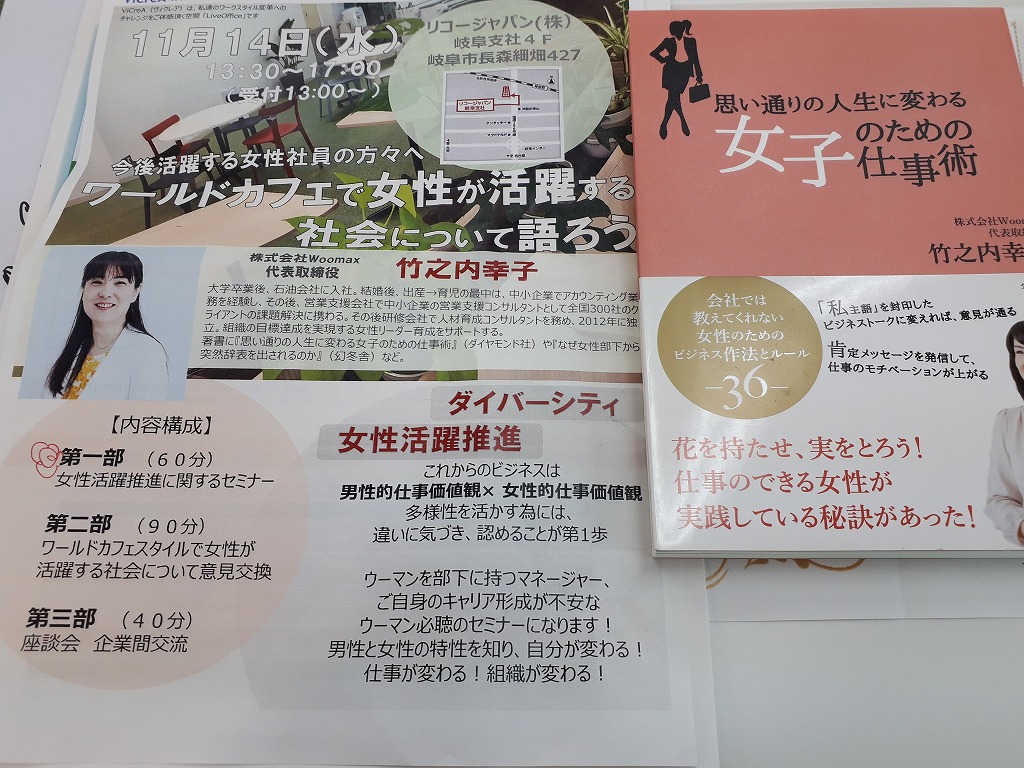 ViCreA（ヴィクレア）は、私達のワークスタイル変革への
チャレンジをご体感頂く空間「LiveOffice」です
11月14日(水)
13:30～17:00
(受付13:00～)
リコージャパン(株)
岐阜支社４Ｆ
岐阜市長森細畑427
リコージャパン
岐阜支社
今後活躍する女性社員の方々へ
ワールドカフェで女性が活躍する
社会について語ろう
株式会社Woomax
代表取締役 竹之内幸子
大学卒業後、石油会社に入社。結婚後、出産→育児の最中は、中小企業でアカウンティング業
務を経験し、その後、営業支援会社で中小企業の営業支援コンサルタントとして全国300社のク
ライアントの課題解決に携わる。その後研修会社で人材育成コンサルタントを務め、2012年に独
立。組織の目標達成を実現する女性リーダー育成をサポートする。
著書に『思い通りの人生に変わる女子のための仕事術』（ダイヤモンド社）や『なぜ女性部下から
突然辞表を出されるのか』（幻冬舎）など。
【内容構成】
第一部 （６０分）
女性活躍推進に関するセミナー
第二部 （９０分）
ワールドカフェスタイルで女性が
活躍する社会について意見交換
第三部 （４０分）
座談会 企業間交流
ダイバーシティ
女性活躍推進
これからのビジネスは
男性的仕事価値観× 女性的仕事価値観
多様性を活かす為には、
違いに気づき、認めることが第1歩
ウーマンを部下に持つマネージャー、
ご自身のキャリア形成が不安な
ウーマン必聴のセミナーになります！
男性と女性の特性を知り、自分が変わる！
仕事が変わる！組織が変わる！
思い通りの人生に変わる
女子のための
仕事術
株式会社Woom
代表取
竹之内幸
会社では
教えてくれない
女性のための
ビジネス作法とルール
－36－
「私主語」を封印した
ビジネストークに変えれば、意見が通る
肯定メッセージを発信して、
仕事のモチベーションが上がる
花を持たせ、実をとろう！
仕事のできる女性が
実践している秘訣があった！